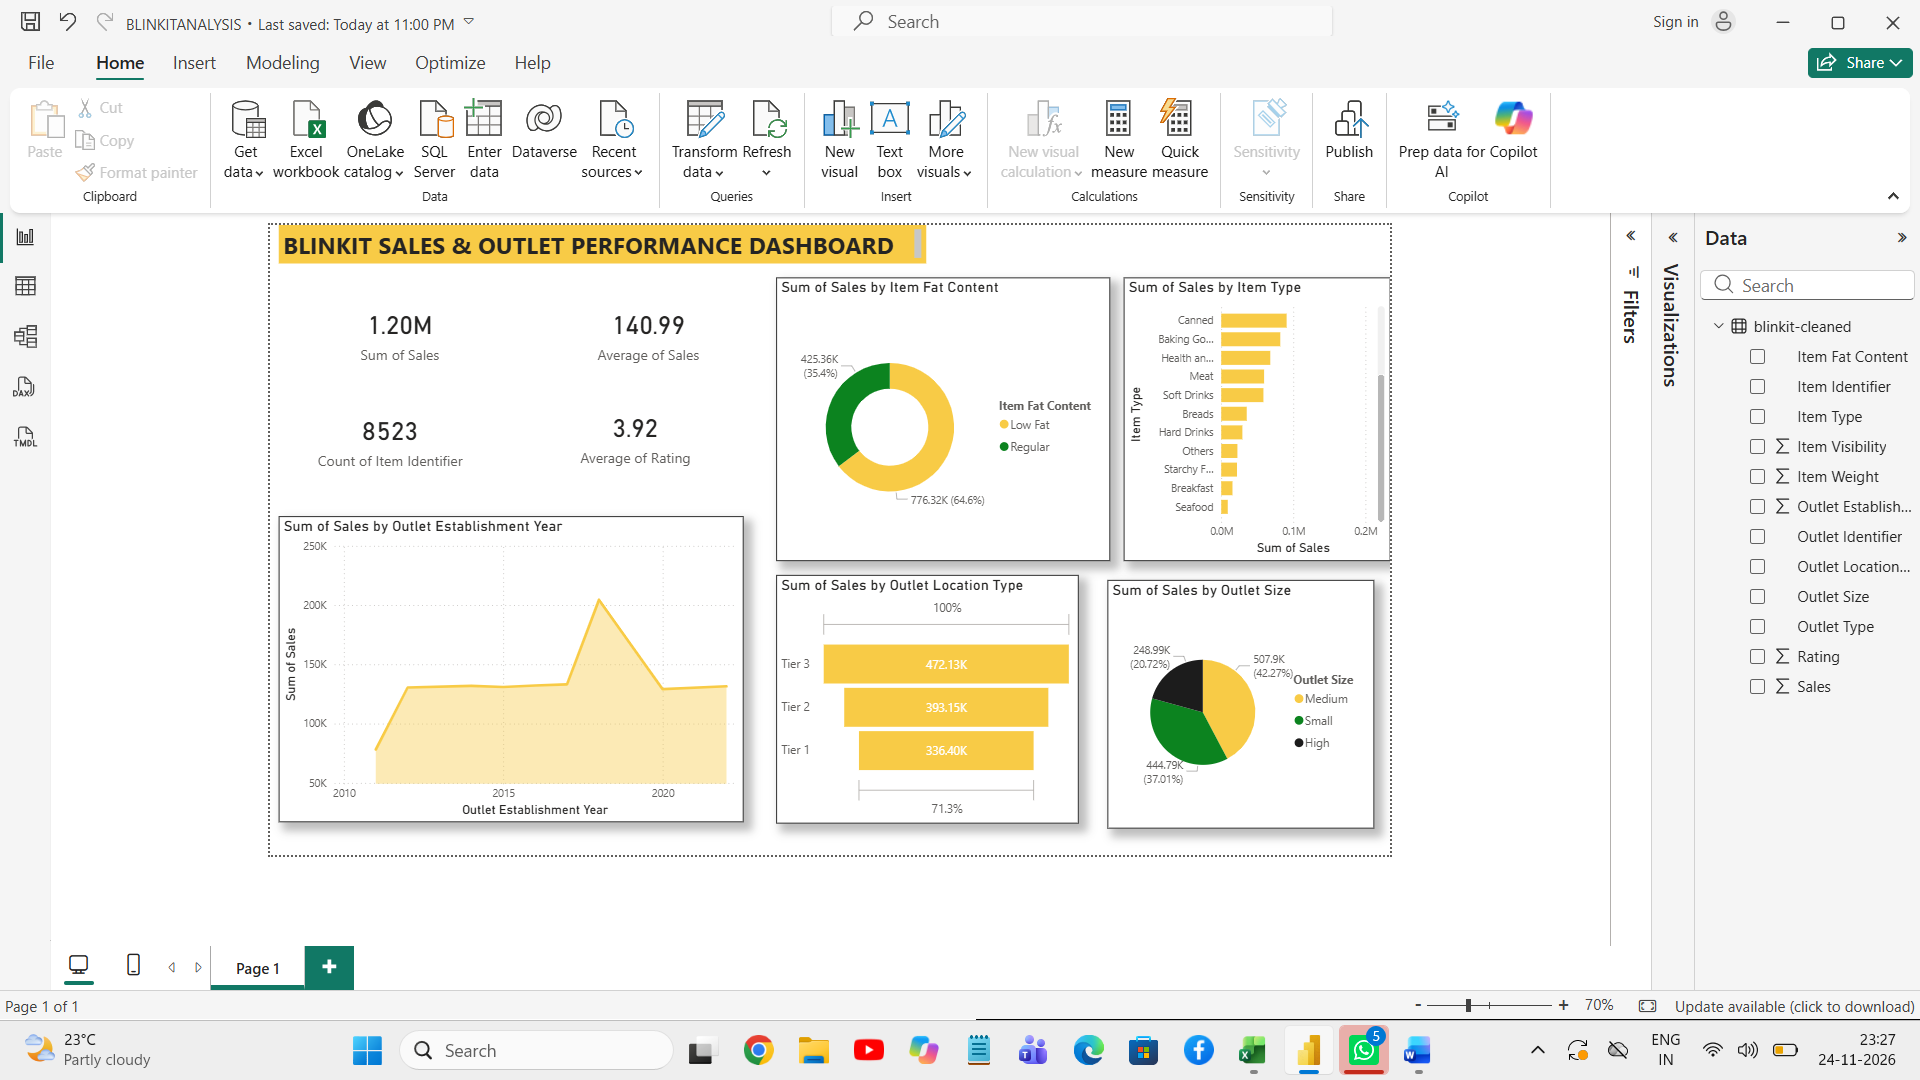 BLINKITANALYSIS • Last saved: Today at 11:00 PM
Search
Sign in
File
Home
Insert
Modeling
View
Optimize
Help
Share
Paste
Cut
Copy
Format painter
Clipboard
Get data
Excel workbook
OneLake catalog
SQL Server
Enter data
Dataverse
Recent sources
Data
Transform data
Refresh
Queries
New visual
Text box
More visuals
Insert
New visual calculation
New measure
Quick measure
Calculations
Sensitivity
Sensitivity
Publish
Share
Prep data for AI
Copilot
Copilot
DAX
TMDL
BLINKIT SALES & OUTLET PERFORMANCE DASHBOARD
1.20M
Sum of Sales
140.99
Average of Sales
8523
Count of Item Identifier
3.92
Average of Rating
Sum of Sales by Item Fat Content
425.36K
(35.4%)
776.32K (64.6%)
Item Fat Content
Low Fat
Regular
Sum of Sales by Item Type
Item Type
Canned
Baking Go...
Health an...
Meat
Soft Drinks
Breads
Hard Drinks
Others
Starchy F...
Breakfast
Seafood
0.0M
0.1M
0.2M
Sum of Sales
Sum of Sales by Outlet Establishment Year
Sum of Sales
250K
200K
150K
100K
50K
2010
2015
2020
Outlet Establishment Year
Sum of Sales by Outlet Location Type
100%
Tier 3
472.13K
Tier 2
393.15K
Tier 1
336.40K
71.3%
Sum of Sales by Outlet Size
248.99K
(20.72%)
507.9K
(42.27%)
444.79K
(37.01%)
Outlet Size
Medium
Small
High
Filters
Visualizations
Data
Search
blinkit-cleaned
Item Fat Content
Item Identifier
Item Type
Item Visibility
Item Weight
Outlet Establish...
Outlet Identifier
Outlet Location...
Outlet Size
Outlet Type
Rating
Sales
Page 1
Page 1 of 1
70%
Update available (click to download)
23°C
Partly cloudy
Search
5
ENG
IN
23:27
24-11-2026